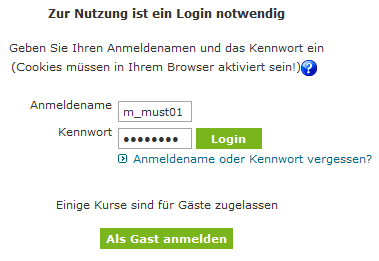 Zur Nutzung ist ein Login notwendig
Geben Sie Ihren Anmeldenamen und das Kennwort ein
(Cookies müssen in Ihrem Browser aktiviert sein!)?
Anmeldename m_must01
Kennwort •••••••• Login
Anmeldename oder Kennwort vergessen?
Einige Kurse sind für Gäste zugelassen
Als Gast anmelden